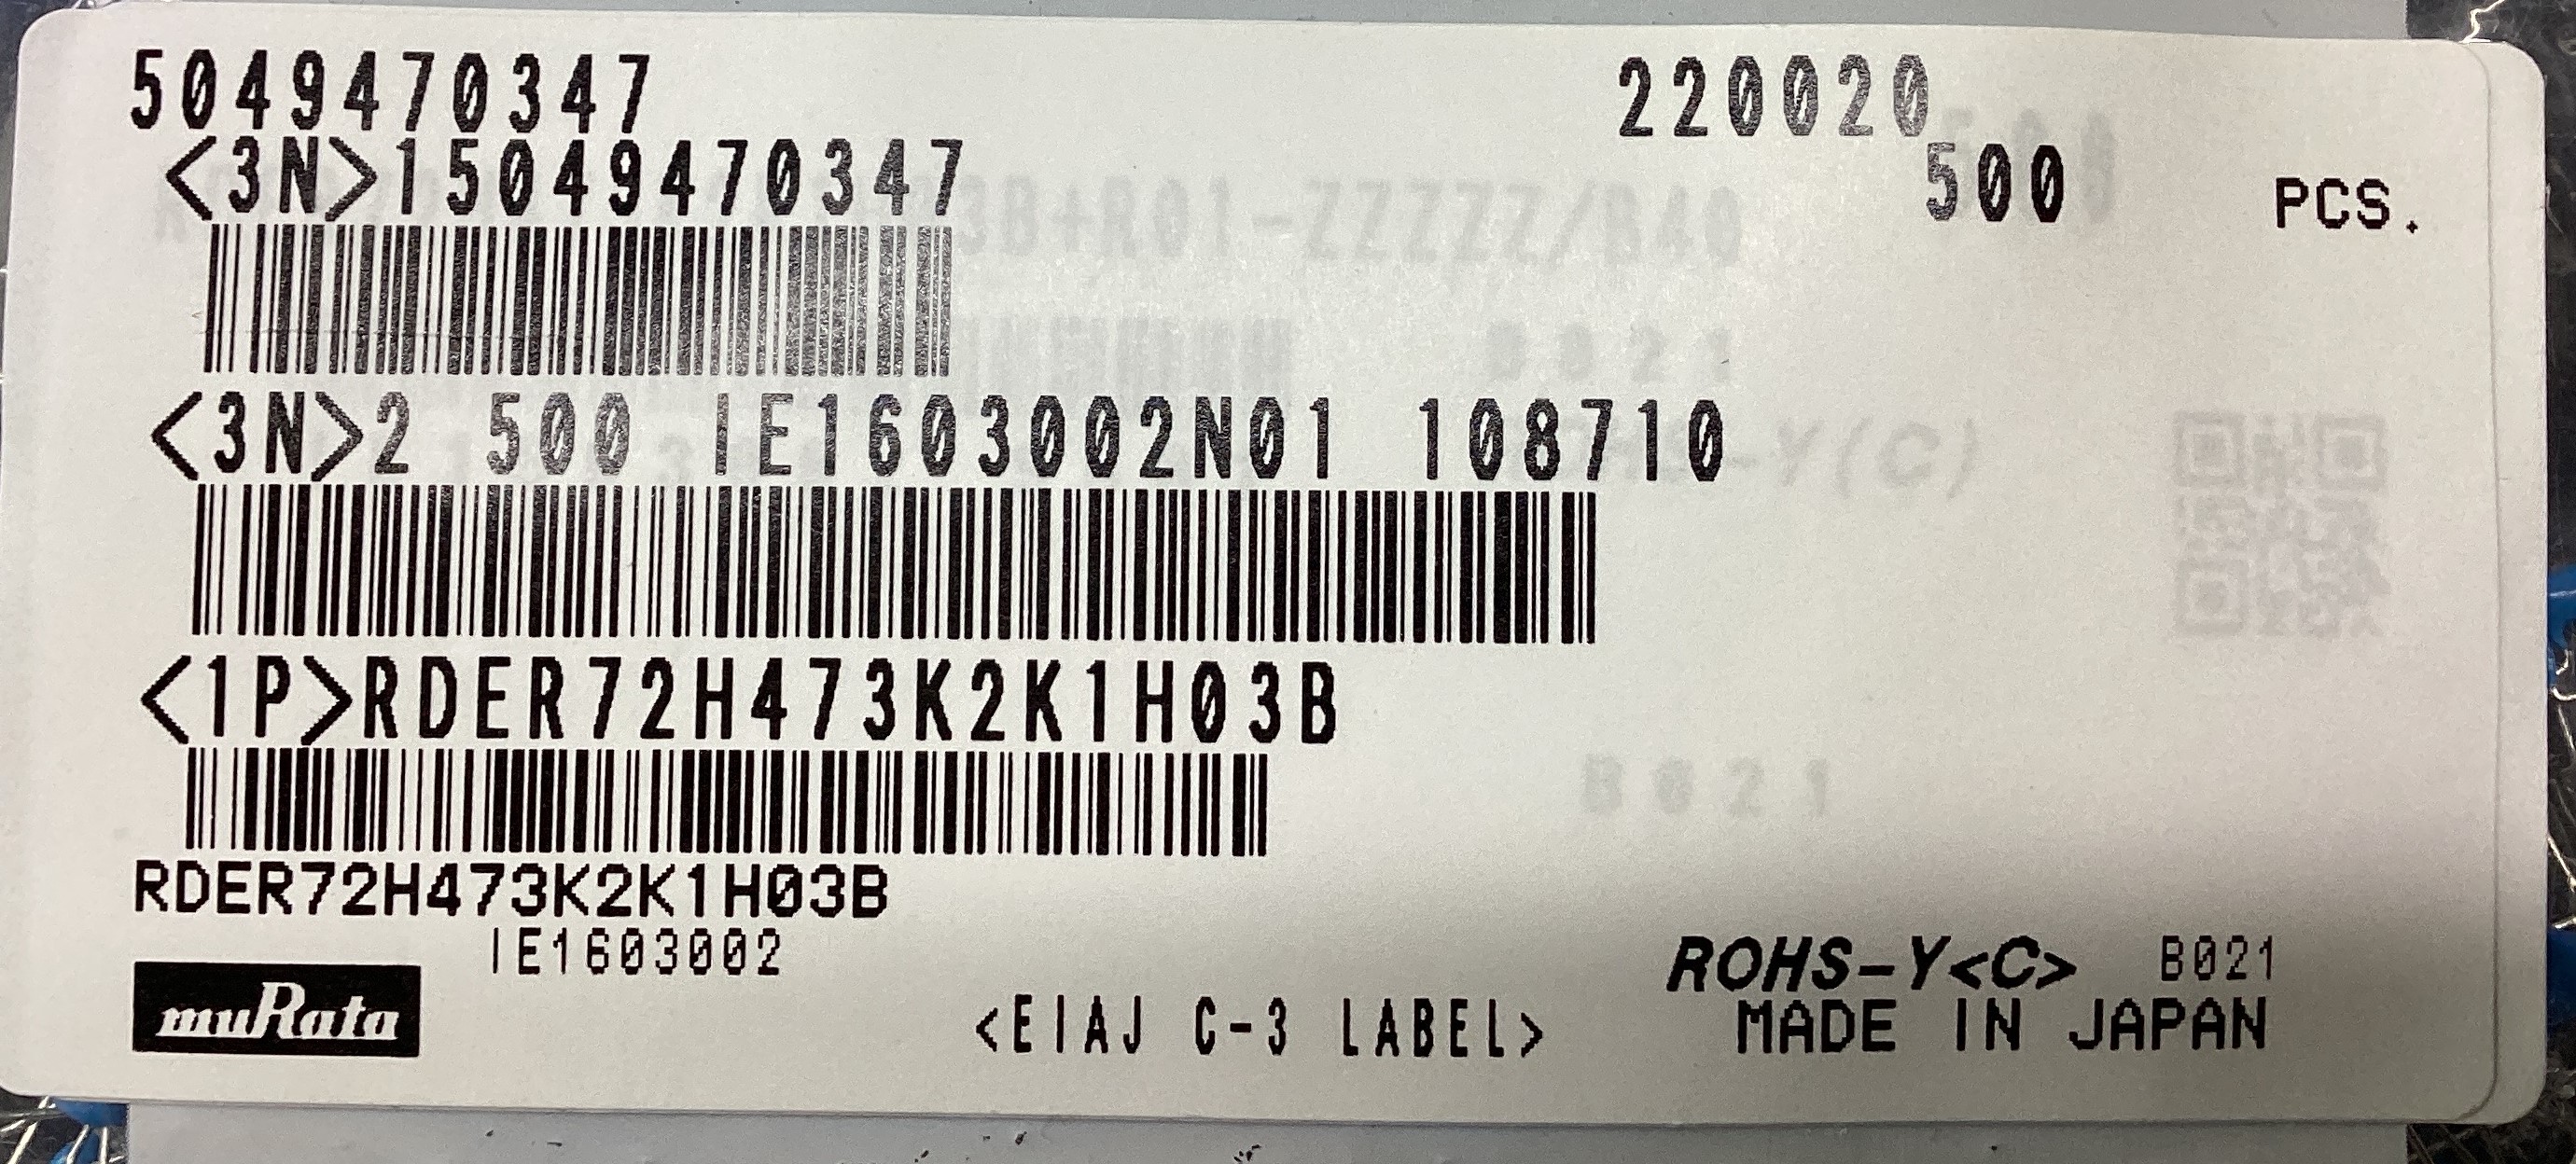 5049470347 220020
<3N>15049470347 500 PCS.
<3N>2 500 IE1603002N01 108710
<1P>RDER72H473K2K1H03B
RDER72H473K2K1H03B
IE1603002
muRata
ROHS-Y<C> B021
<EIAJ C-3 LABEL> MADE IN JAPAN
B021